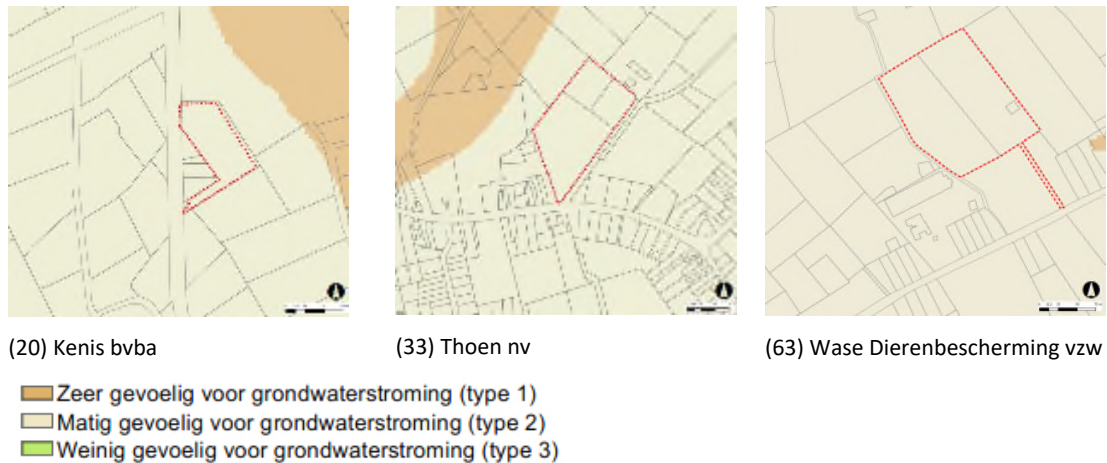 (20) Kenis bvba
(33) Thoen nv
(63) Wase Dierenbescherming vzw
Zeer gevoelig voor grondwaterstroming (type 1)
Matig gevoelig voor grondwaterstroming (type 2)
Weinig gevoelig voor grondwaterstroming (type 3)